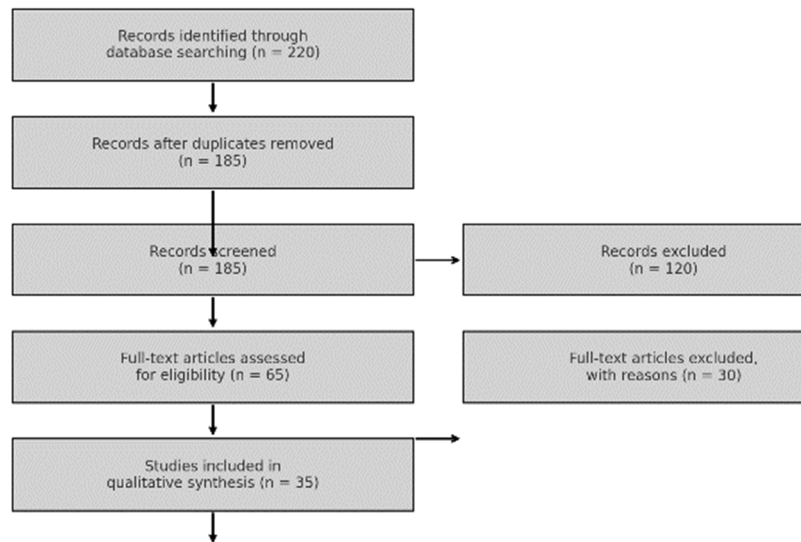 Records identified through
database searching (n = 220)
Records after duplicates removed
(n = 185)
Records screened
(n = 185)
Records excluded
(n = 120)
Full-text articles assessed
for eligibility (n = 65)
Full-text articles excluded,
with reasons (n = 30)
Studies included in
qualitative synthesis (n = 35)